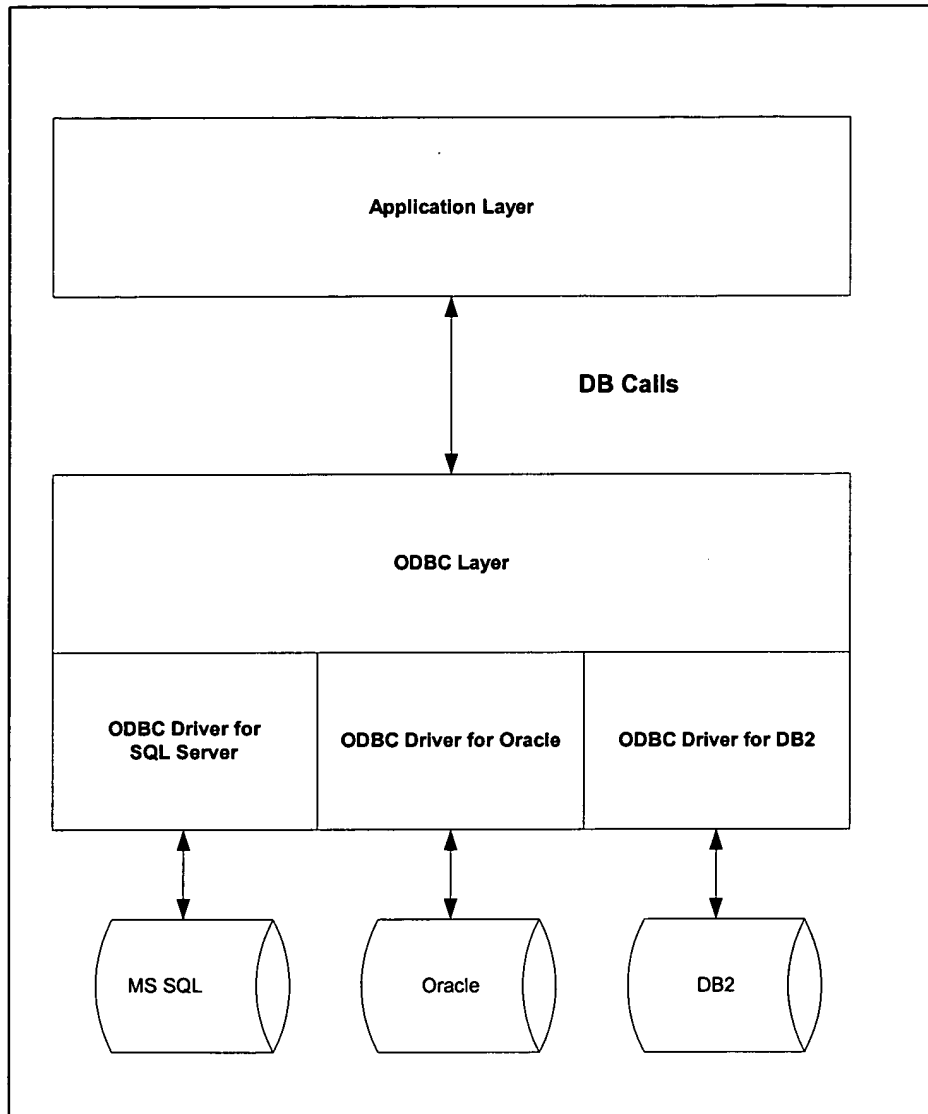 Application Layer
DB Calls
ODBC Layer
ODBC Driver for
SQL Server
ODBC Driver for Oracle
ODBC Driver for DB2
MS SQL
Oracle
DB2